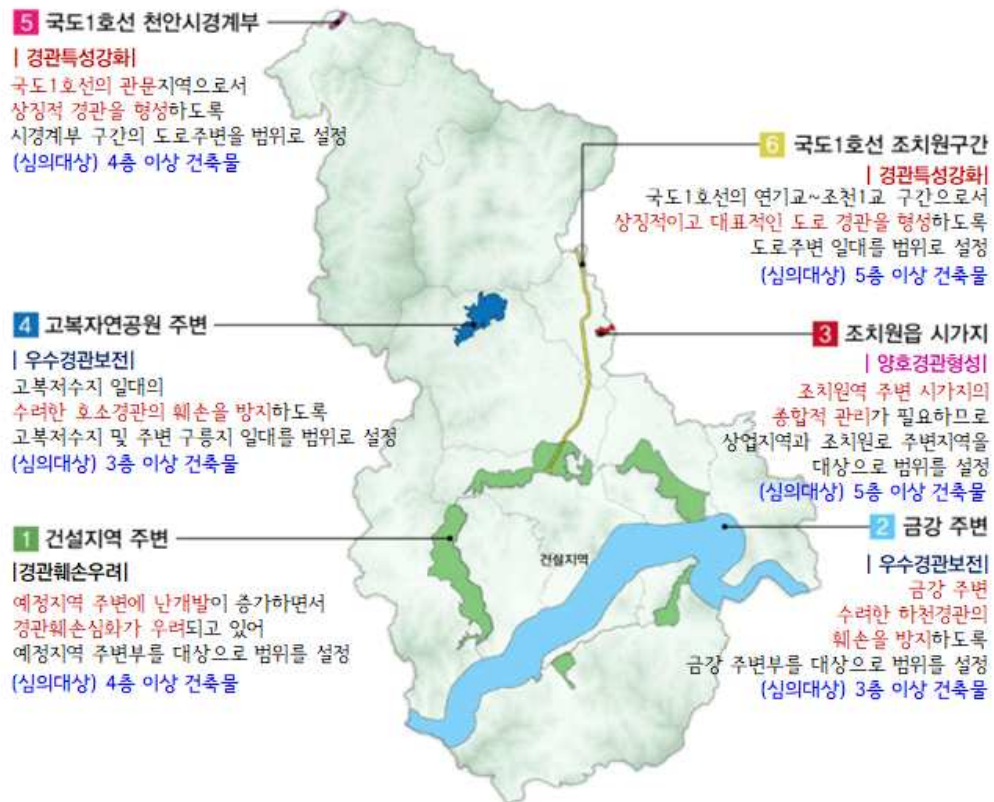 5 국도1호선 천안시경계부
| 경관특성강화|
국도1호선의 관문지역으로서
상징적 경관을 형성하도록
시경계부 구간의 도로주변을 범위로 설정
(심의대상) 4층 이상 건축물
6 국도1호선 조치원구간
| 경관특성강화|
국도1호선의 연기교~조천1교 구간으로서
상징적이고 대표적인 도로 경관을 형성하도록
도로주변 일대를 범위로 설정
(심의대상) 5층 이상 건축물
4 고복자연공원 주변
| 우수경관보전|
고복저수지 일대의
수려한 호소경관의 훼손을 방지하도록
고복저수지 및 주변 구릉지 일대를 범위로 설정
(심의대상) 3층 이상 건축물
3 조치원읍 시가지
| 양호경관형성|
조치원역 주변 시가지의
종합적 관리가 필요하므로
상업지역과 조치원로 주변지역을
대상으로 범위를 설정
(심의대상) 5층 이상 건축물
1 건설지역 주변
|경관훼손우려|
예정지역 주변에 난개발이 증가하면서
경관훼손심화가 우려되고 있어
예정지역 주변부를 대상으로 범위를 설정
(심의대상) 4층 이상 건축물
건설지역
2 금강 주변
| 우수경관보전|
금강 주변
수려한 하천경관의
훼손을 방지하도록
금강 주변부를 대상으로 범위를 설정
(심의대상) 3층 이상 건축물